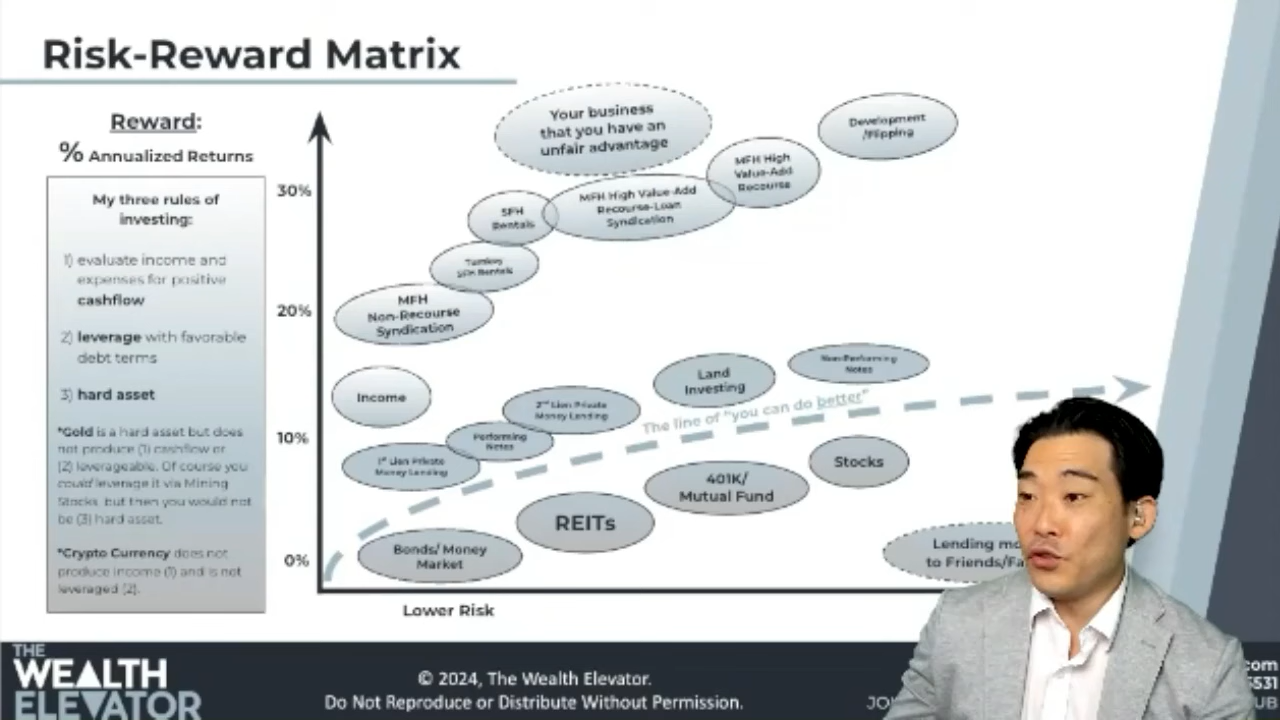 Risk-Reward Matrix
Reward:
% Annualized Returns
My three rules of
investing:
1) evaluate income and
expenses for positive
cashflow
2) leverage with favorable
debt terms
3) hard asset
*Gold is a hard asset but does
not produce (1) cashflow or
(2) leverageable. Of course you
could leverage it via Mining
Stocks, but then you would not
be (3) hard asset.
*Crypto Currency does not
produce income (1) and is not
leveraged (2).
30%
20%
10%
0%
Your business
that you have an
unfair advantage
Development
/Flipping
MFH High
Value-Add
Recourse
MFH High Value-Add
Recourse-Loan
Syndication
SFH
Rentals
Turnkey
SFH Rentals
MFH
Non-Recourse
Syndication
Income
Land
Investing
Non-Performing
Notes
2nd Lien Private
Money Lending
The line of "you can do better"
Performing
Notes
1st Lien Private
Money Lending
Stocks
401K/
Mutual Fund
REITs
Bonds/ Money
Market
Lending
to Friends/
Lower Risk
THE
WEALTH
ELEVATOR
© 2024, The Wealth Elevator.
Do Not Reproduce or Distribute Without Permission.
com
5531